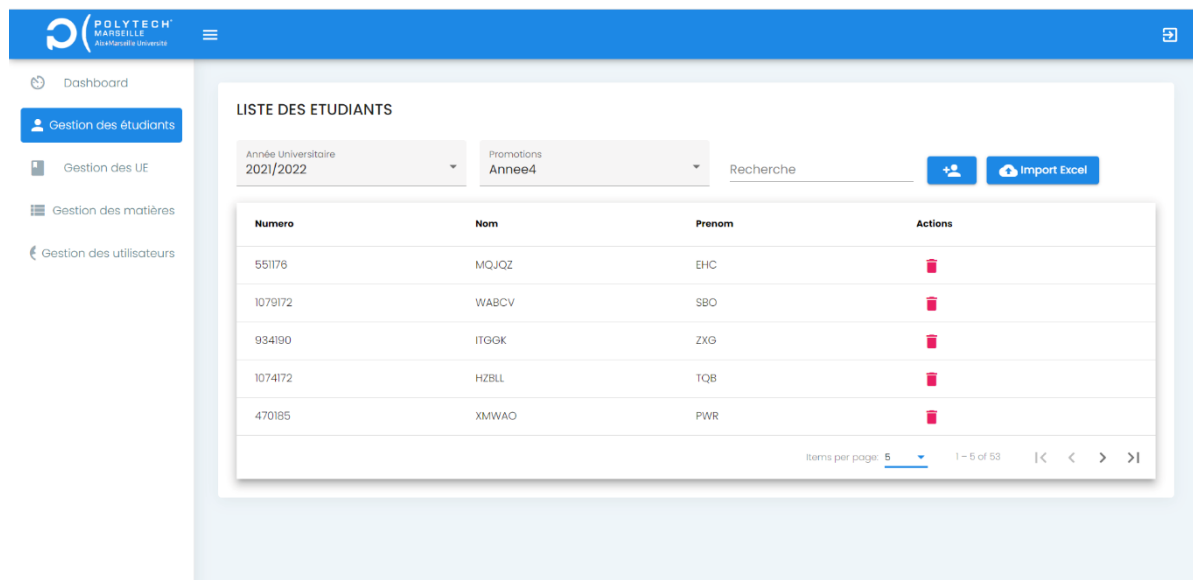 POLYTECH
MARSEILLE
Aix*Marseille Université
Dashboard
Gestion des étudiants
Gestion des UE
Gestion des matières
Gestion des utilisateurs
LISTE DES ETUDIANTS
Année Universitaire
2021/2022
Promotions
Annee4
Recherche
Import Excel
Numero Nom Prenom Actions
551176 MQJQZ EHC
1079172 WABCV SBO
934190 ITGGK ZXG
1074172 HZBLL TQB
470185 XMWAO PWR
Items per page: 5 1 – 5 of 53